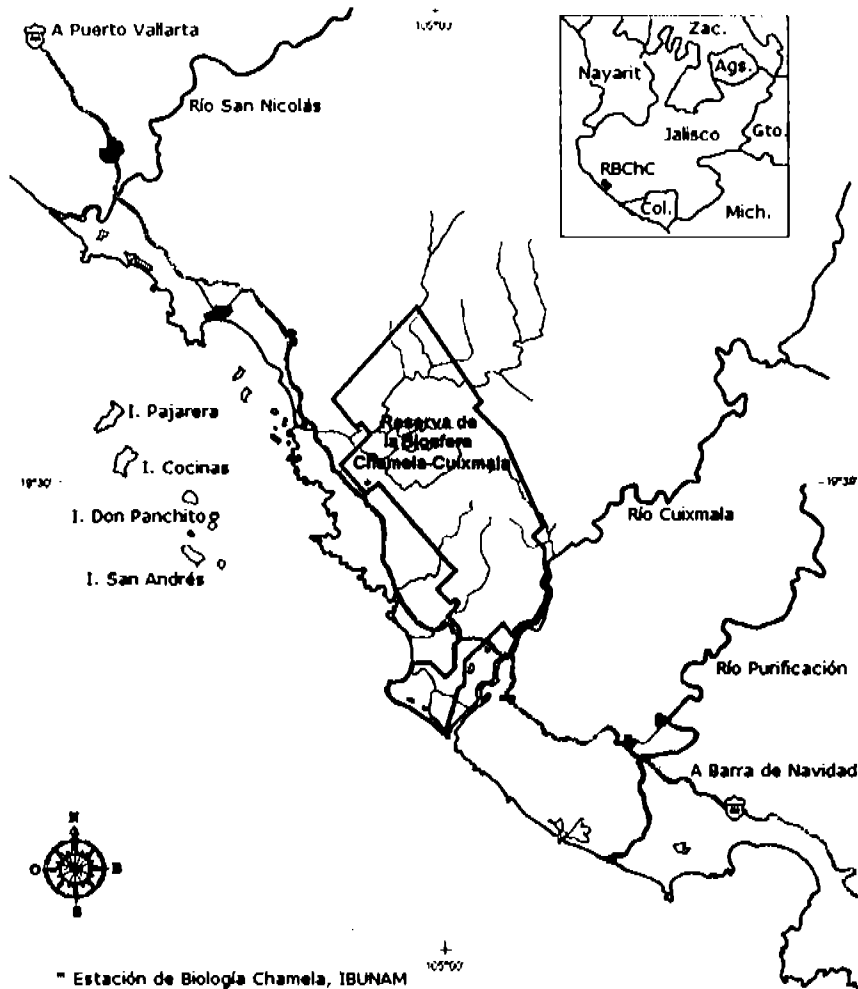 A Puerto Vallarta
105°00'
Río San Nicolás
Zac.
Nayarit
Ags.
Jalisco
Gto.
RBChC
Col.
Mich.
I. Pajarera
Reserva de
la Biosfera
Chamela-Cuixmala
I. Cocinas
19°30'
19°30'
I. Don Panchito
Río Cuixmala
I. San Andrés
Río Purificación
A Barra de Navidad
N
O
E
S
105°00'
" Estación de Biología Chamela, IBUNAM